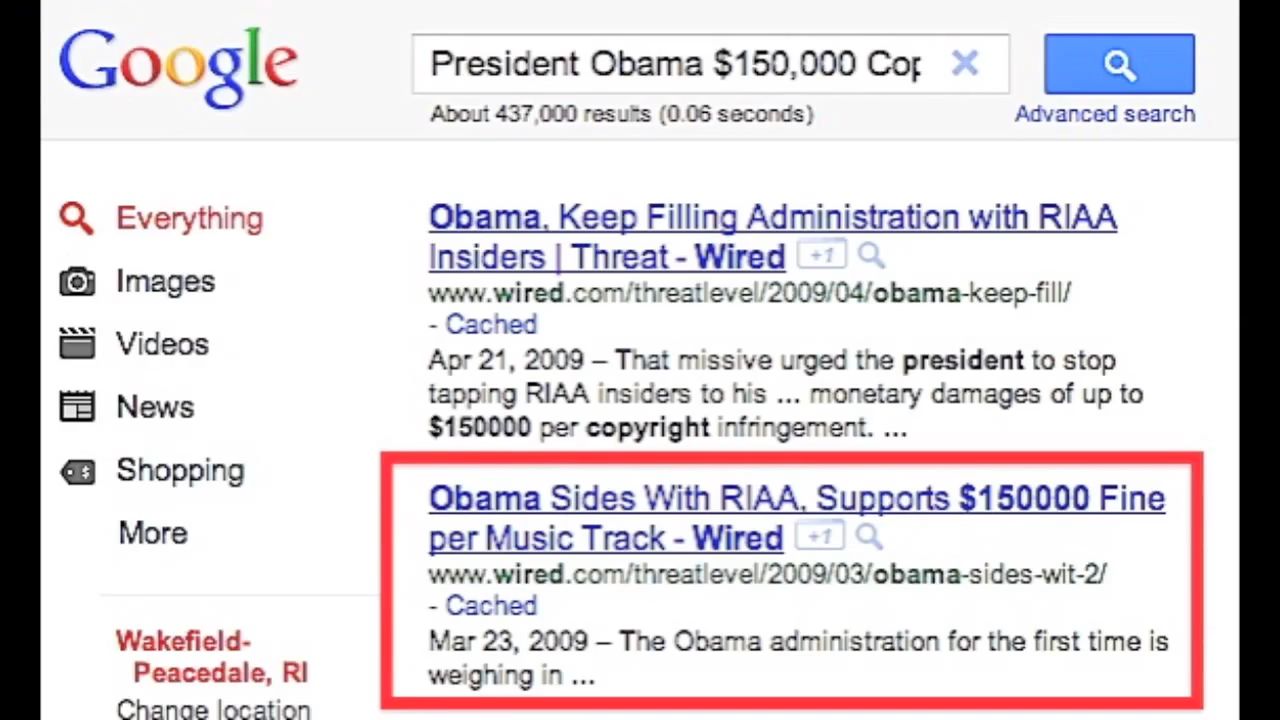 Google
President Obama $150,000 Cop
About 437,000 results (0.06 seconds)
Advanced search
Everything
Images
Videos
News
Shopping
More
Wakefield-
Peacedale, RI
Change location
Obama, Keep Filling Administration with RIAA
Insiders | Threat - Wired +1
www.wired.com/threatlevel/2009/04/obama-keep-fill/
- Cached
Apr 21, 2009 – That missive urged the president to stop
tapping RIAA insiders to his ... monetary damages of up to
$150000 per copyright infringement. ...
Obama Sides With RIAA, Supports $150000 Fine
per Music Track - Wired +1
www.wired.com/threatlevel/2009/03/obama-sides-wit-2/
- Cached
Mar 23, 2009 – The Obama administration for the first time is
weighing in ...